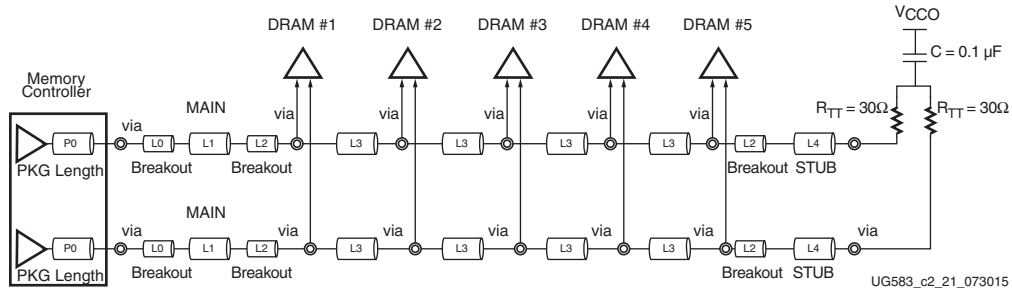 DRAM #1 DRAM #2 DRAM #3 DRAM #4 DRAM #5
VCCO
C = 0.1 µF
Memory
Controller
MAIN
via via via via via via via
RTT = 30Ω RTT = 30Ω
P0 L0 L1 L2 L3 L3 L3 L3 L2 L4
PKG Length Breakout Breakout Breakout STUB
MAIN
via via via via via via via
P0 L0 L1 L2 L3 L3 L3 L3 L2 L4
PKG Length Breakout Breakout Breakout STUB
UG583_c2_21_073015